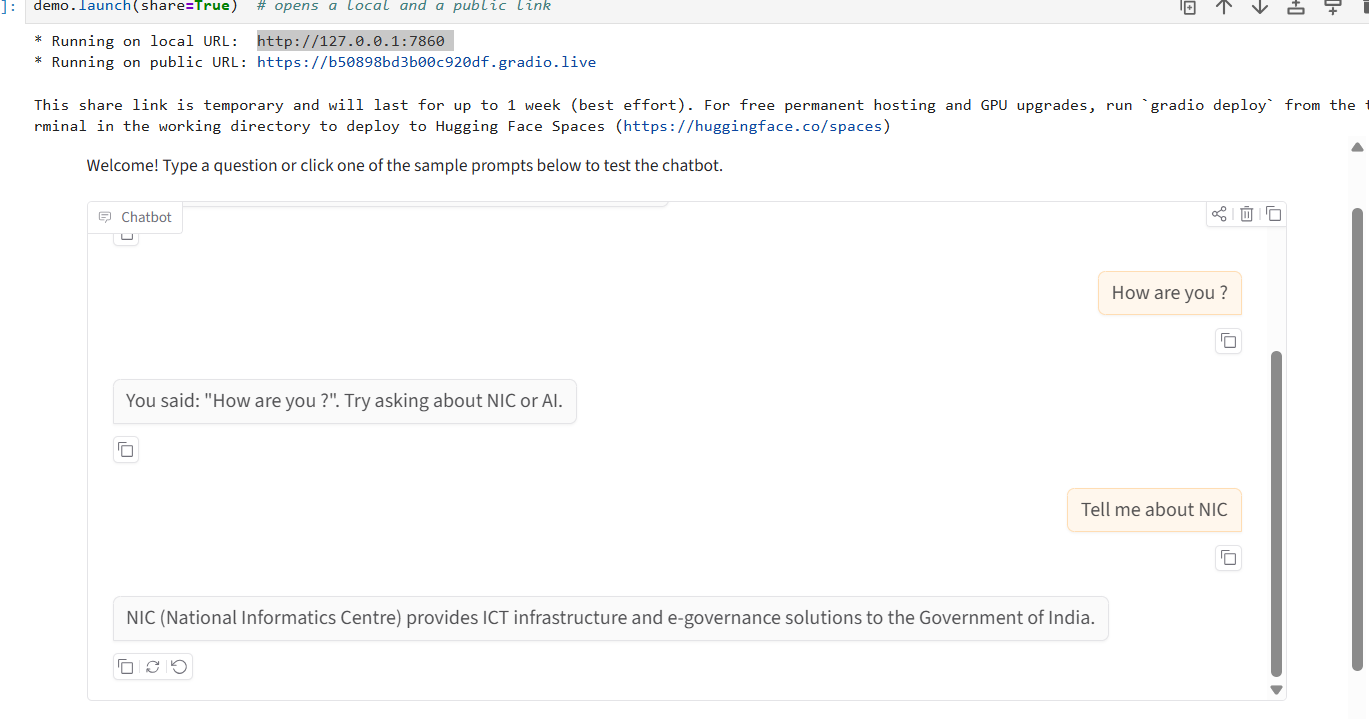 ]: demo.launch(share=True)  # opens a local and a public link
* Running on local URL:  http://127.0.0.1:7860
* Running on public URL: https://b50898bd3b00c920df.gradio.live
This share link is temporary and will last for up to 1 week (best effort). For free permanent hosting and GPU upgrades, run `gradio deploy` from the t
rminal in the working directory to deploy to Hugging Face Spaces (https://huggingface.co/spaces)
Welcome! Type a question or click one of the sample prompts below to test the chatbot.
Chatbot
How are you ?
You said: "How are you ?". Try asking about NIC or AI.
Tell me about NIC
NIC (National Informatics Centre) provides ICT infrastructure and e-governance solutions to the Government of India.